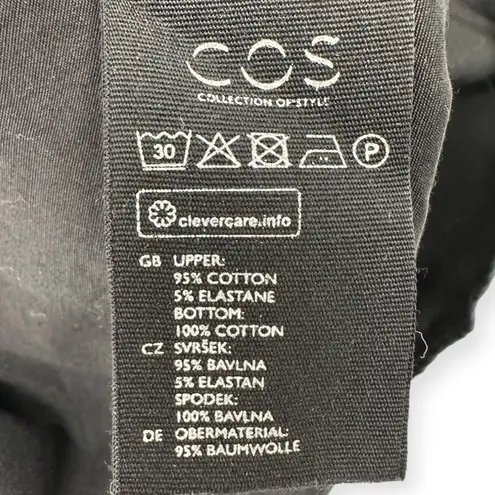 COS
COLLECTION OF STYLE
30 P
clevercare.info
GB UPPER:
95% COTTON
5% ELASTANE
BOTTOM:
100% COTTON
CZ SVRŠEK:
95% BAVLNA
5% ELASTAN
SPODEK:
100% BAVLNA
DE OBERMATERIAL:
95% BAUMWOLLE